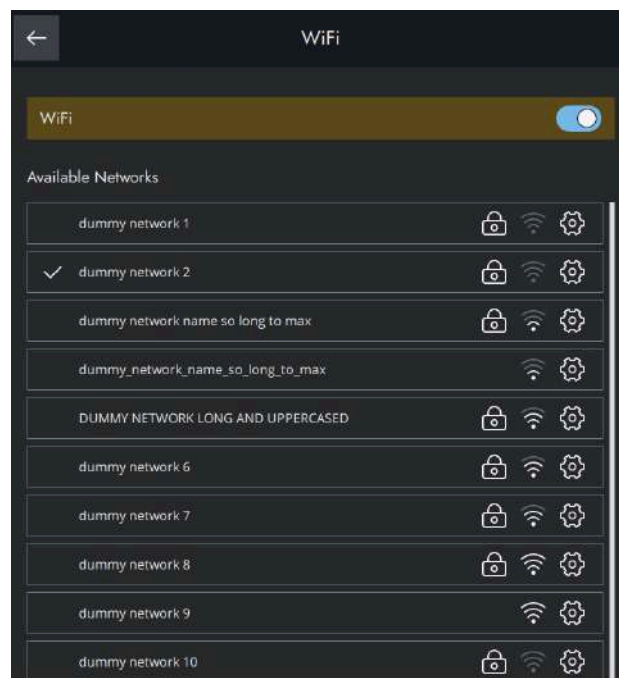 WiFi
WiFi
Available Networks
dummy network 1
dummy network 2
dummy network name so long to max
dummy_network_name_so_long_to_max
DUMMY NETWORK LONG AND UPPERCASED
dummy network 6
dummy network 7
dummy network 8
dummy network 9
dummy network 10